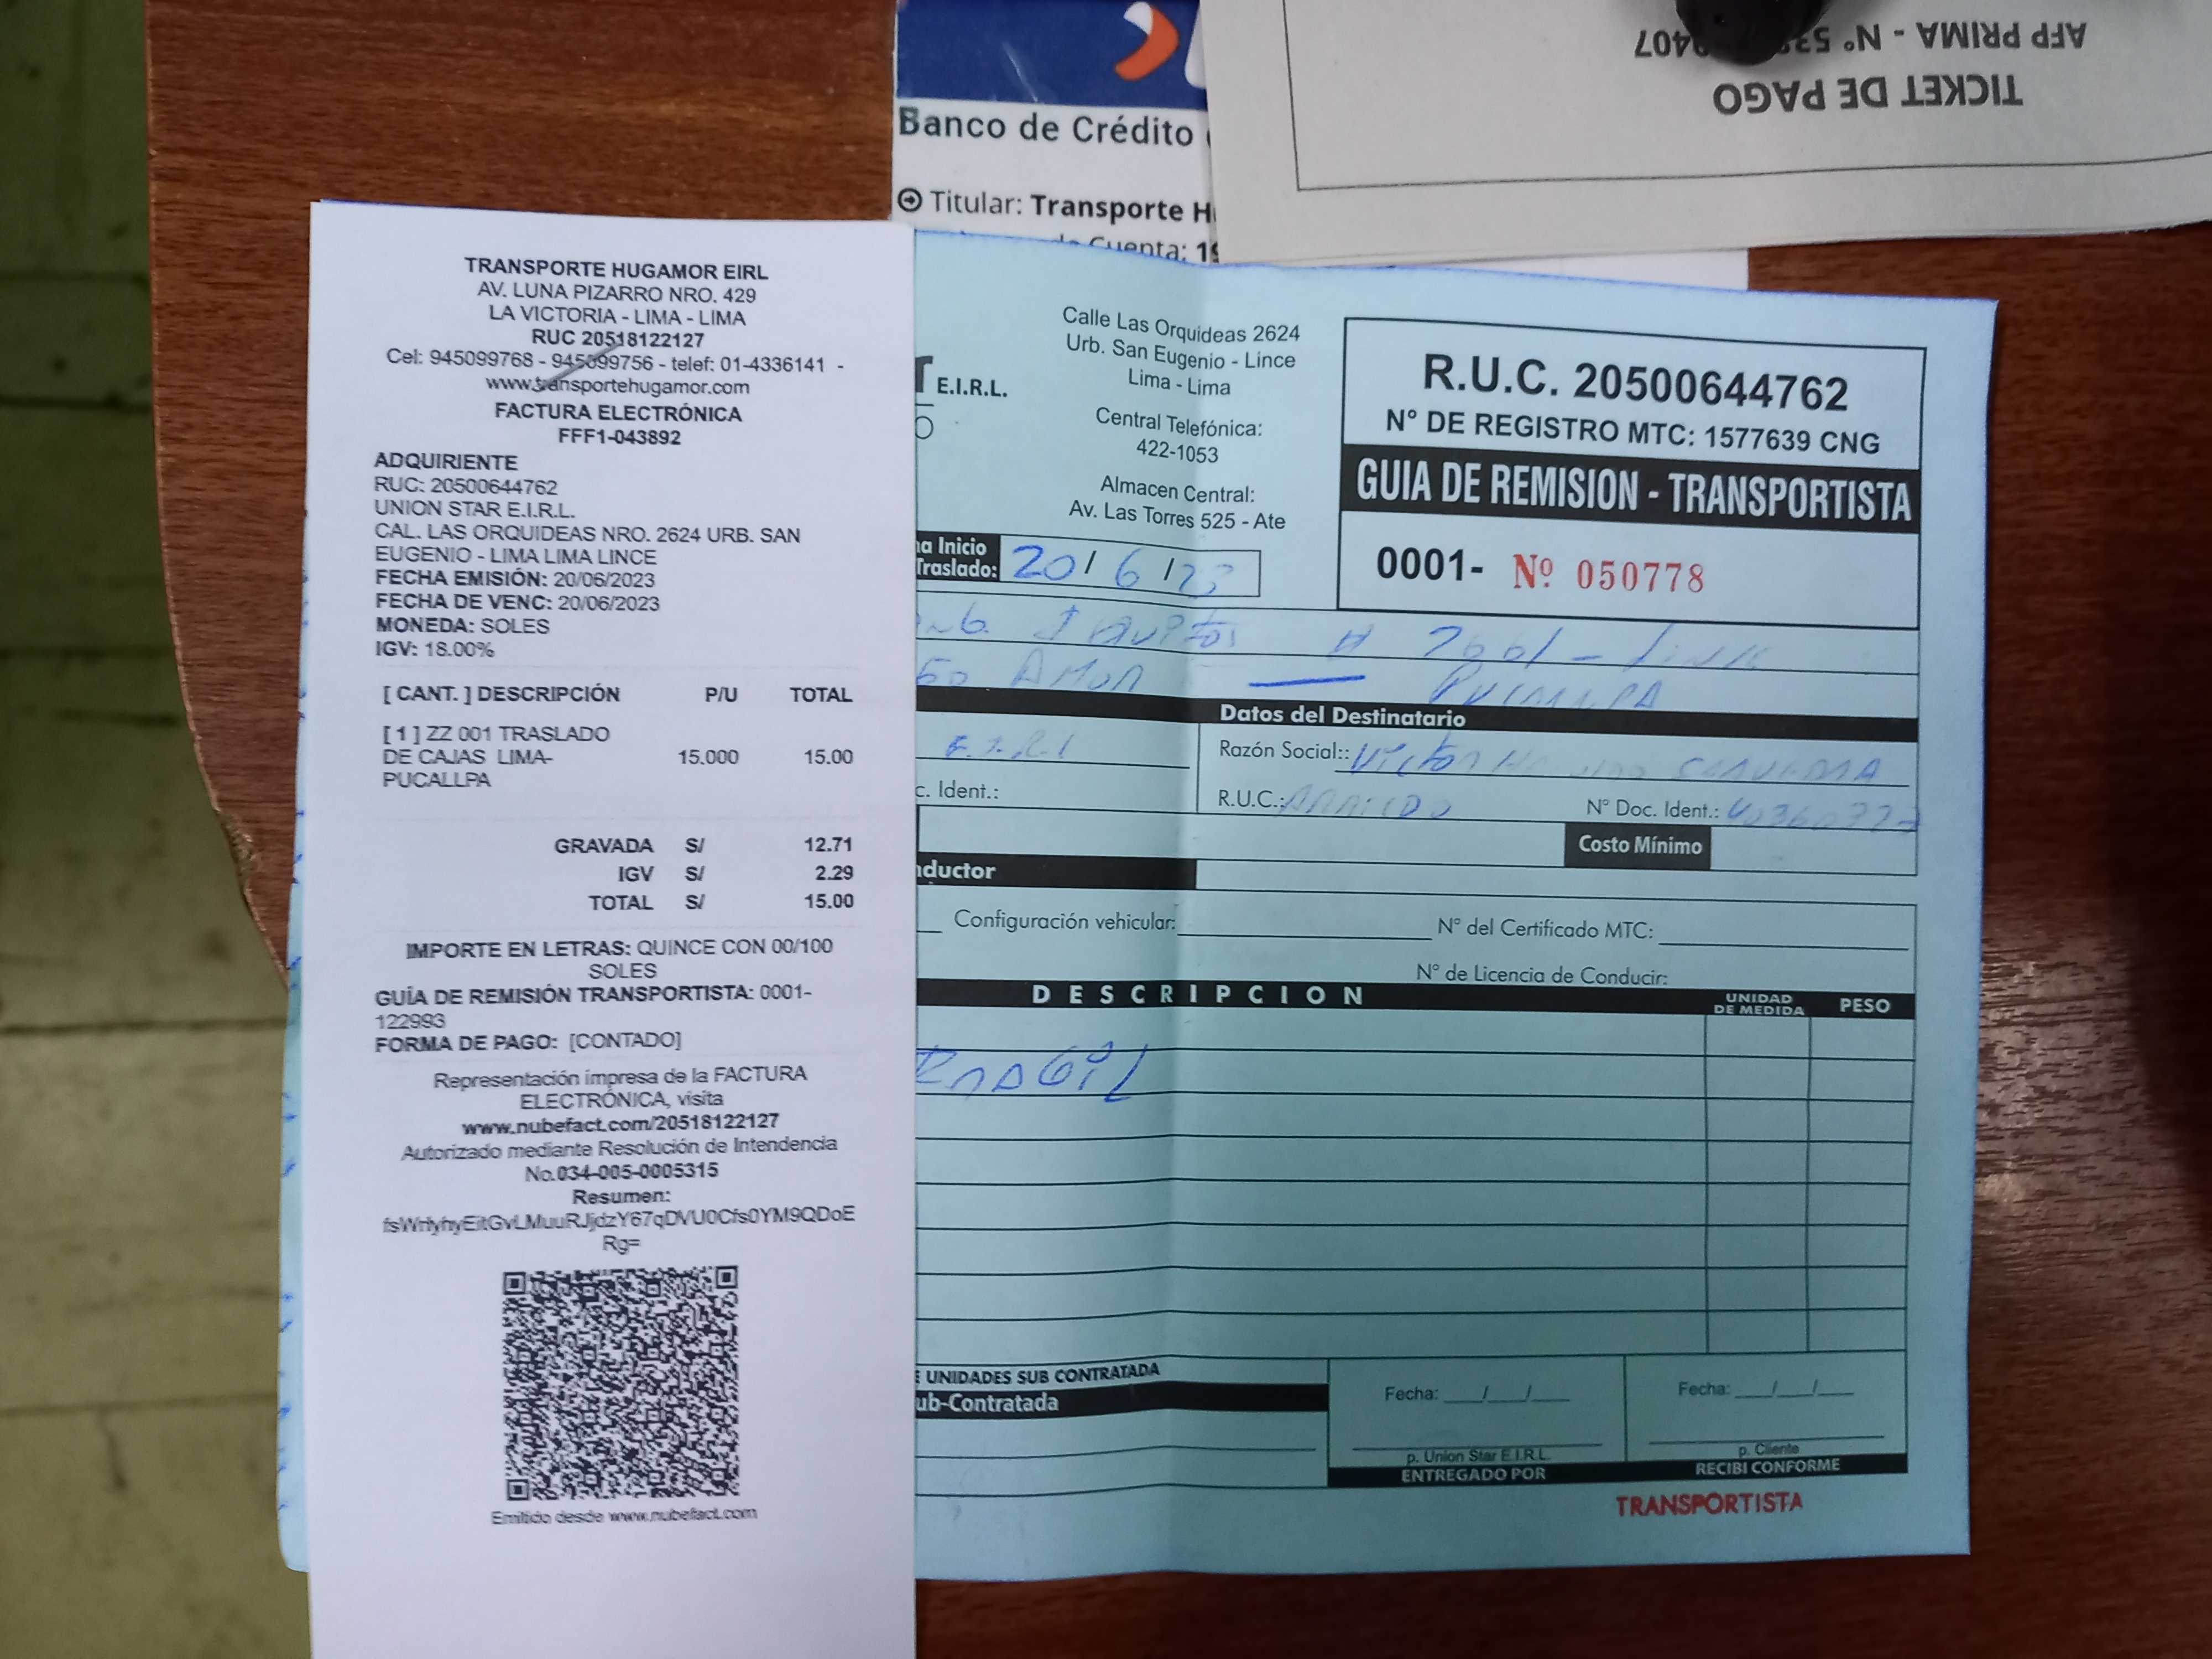 TICKET DE PAGO
AFP PRIMA - N°
Banco de Crédito
Titular: Transporte H
Cuenta: 19
TRANSPORTE HUGAMOR EIRL
AV. LUNA PIZARRO NRO. 429
LA VICTORIA - LIMA - LIMA
RUC 20518122127
Cel: 945099768 - 945099756 - telef: 01-4336141 -
www.transportehugamor.com
FACTURA ELECTRÓNICA
FFF1-043892
ADQUIRIENTE
RUC: 20500644762
UNION STAR E.I.R.L.
CAL. LAS ORQUIDEAS NRO. 2624 URB. SAN
EUGENIO - LIMA LIMA LINCE
FECHA EMISIÓN: 20/06/2023
FECHA DE VENC: 20/06/2023
MONEDA: SOLES
IGV: 18.00%
[ CANT. ] DESCRIPCIÓN P/U TOTAL
[ 1 ] ZZ 001 TRASLADO
DE CAJAS LIMA- 15.000 15.00
PUCALLPA
GRAVADA S/ 12.71
IGV S/ 2.29
TOTAL S/ 15.00
IMPORTE EN LETRAS: QUINCE CON 00/100
SOLES
GUÍA DE REMISIÓN TRANSPORTISTA: 0001-
122993
FORMA DE PAGO: [CONTADO]
Representación impresa de la FACTURA
ELECTRÓNICA, visita
www.nubefact.com/20518122127
Autorizado mediante Resolución de Intendencia
No.034-005-0005315
Resumen:
Rg=
Emitido desde www.nubefact.com
E.I.R.L.
Calle Las Orquideas 2624
Urb. San Eugenio - Lince
Lima - Lima
Central Telefónica:
422-1053
Almacen Central:
Av. Las Torres 525 - Ate
R.U.C. 20500644762
N° DE REGISTRO MTC: 1577639 CNG
GUIA DE REMISION - TRANSPORTISTA
0001- Nº 050778
a Inicio
Traslado: 20/6/23
Datos del Destinatario
E.I.R.L
Razón Social:: Victor
c. Ident.:
R.U.C.:
N° Doc. Ident.:
Costo Mínimo
nductor
Configuración vehicular:
N° del Certificado MTC:
N° de Licencia de Conducir:
DESCRIPCION UNIDAD DE MEDIDA PESO
E UNIDADES SUB CONTRATADA
ub-Contratada
Fecha: / /
p. Union Star E.I.R.L.
ENTREGADO POR
Fecha: / /
p. Cliente
RECIBI CONFORME
TRANSPORTISTA